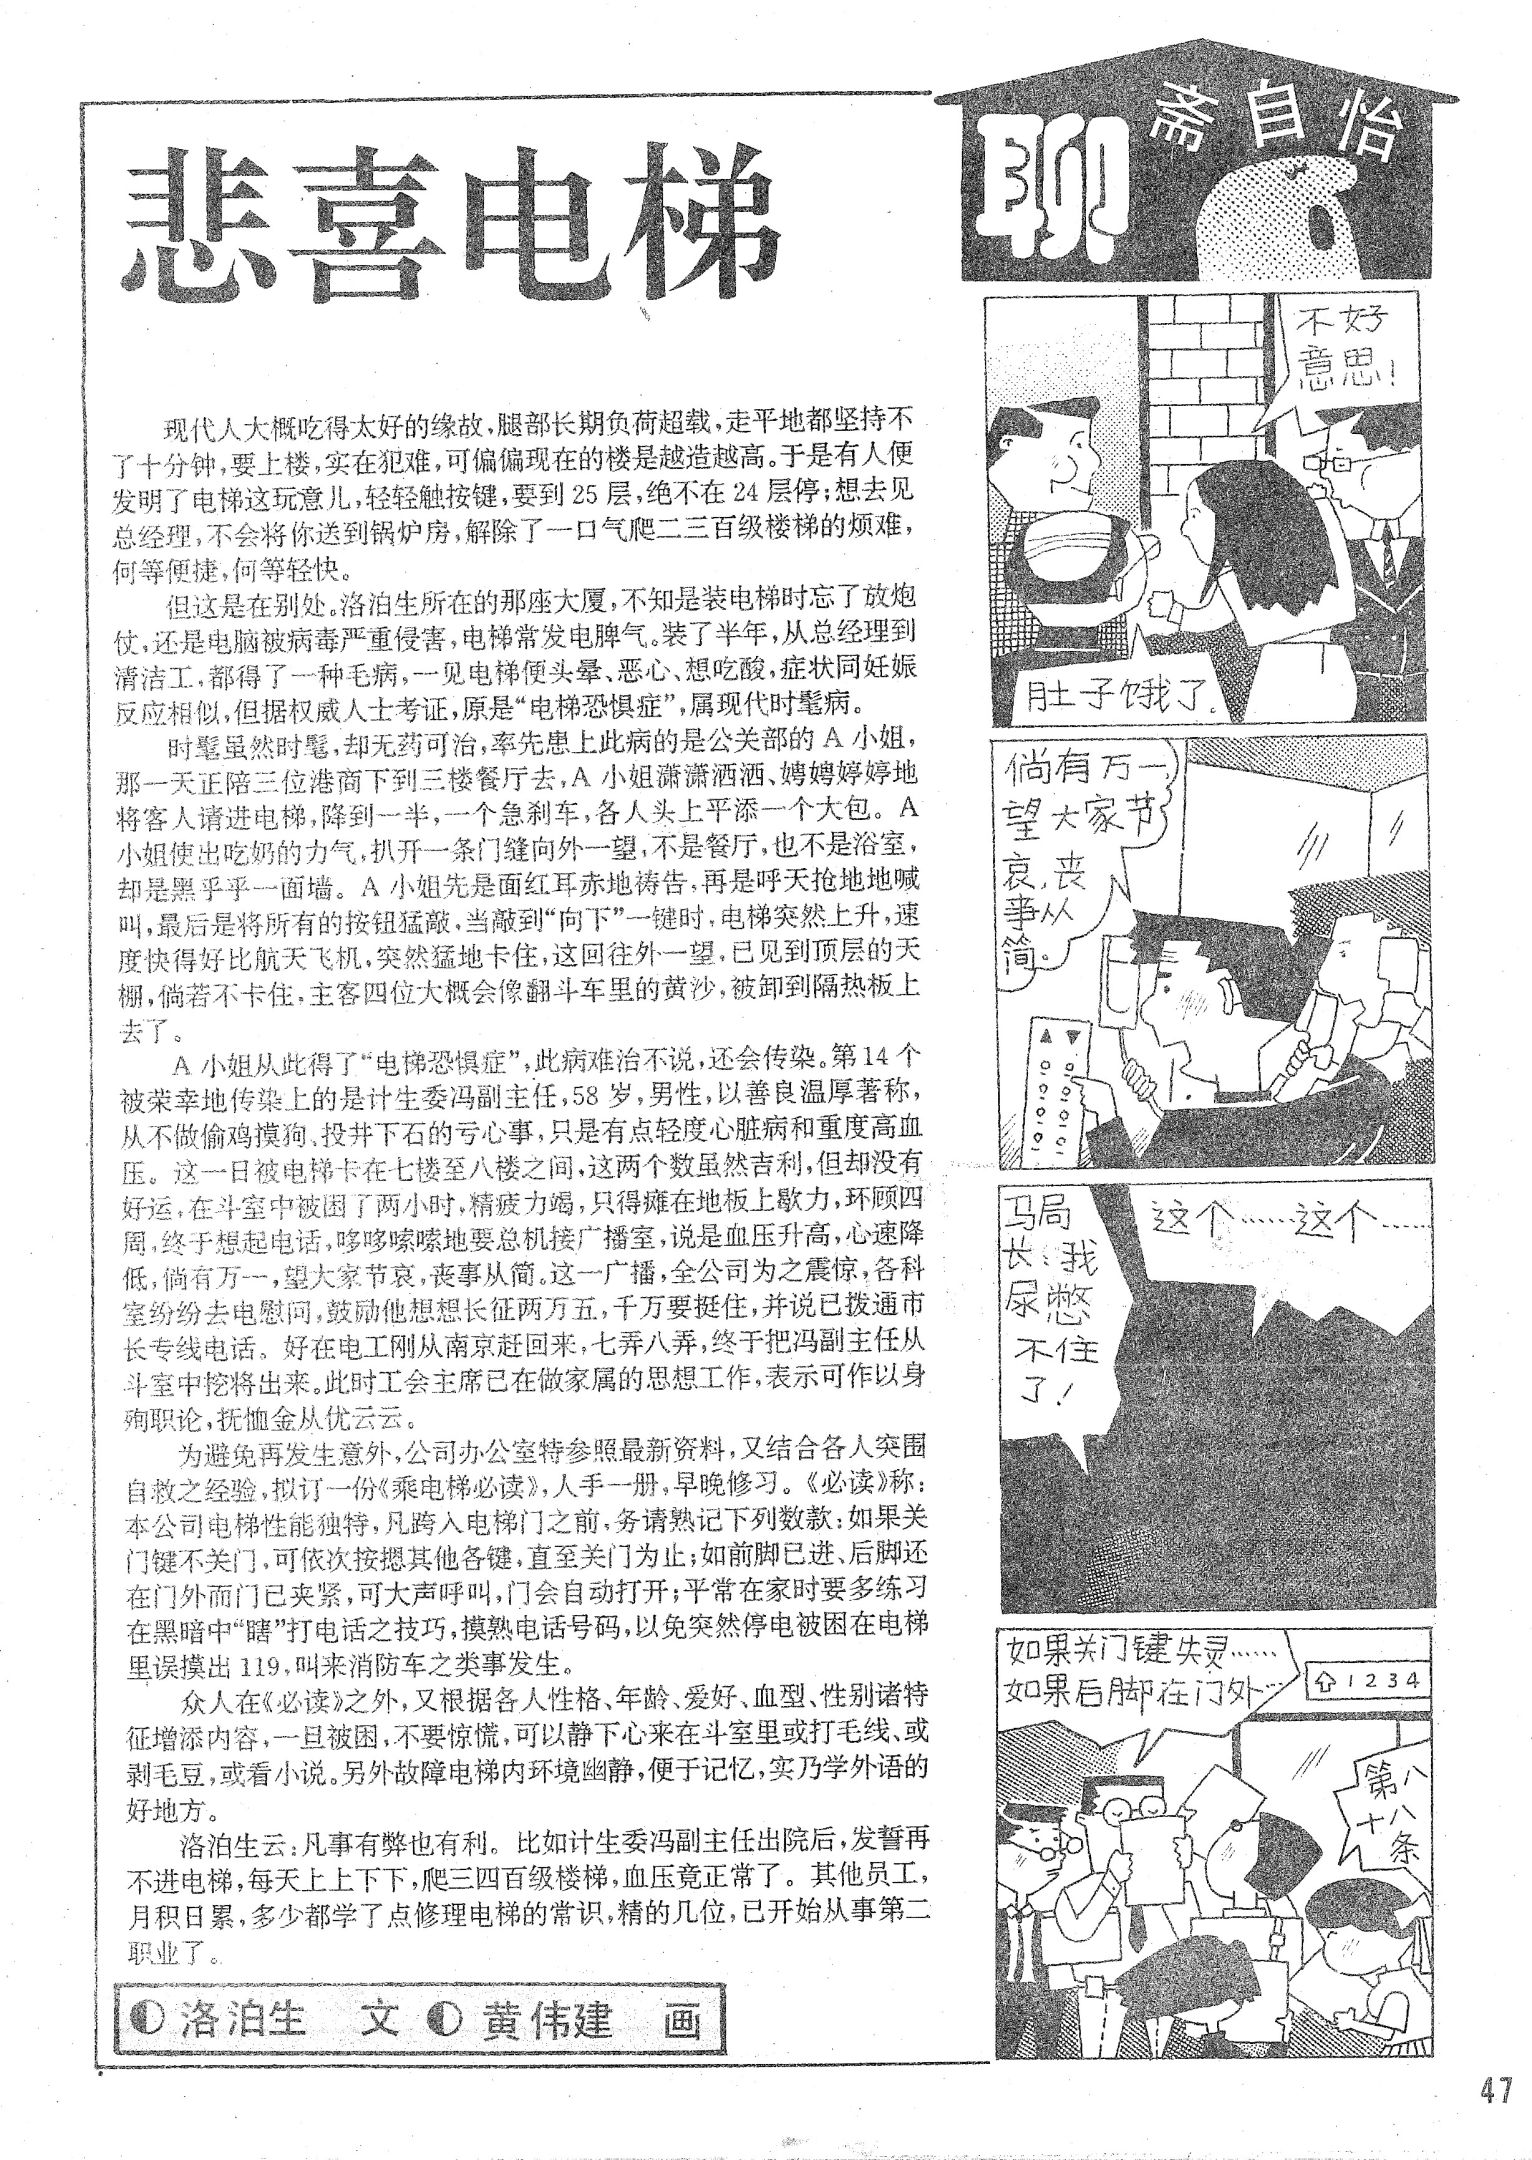 聊斋自怡
悲喜电梯
现代人大概吃得太好的缘故,腿部长期负荷超载,走平地都坚持不
了十分钟,要上楼,实在犯难,可偏偏现在的楼是越造越高。于是有人便
发明了电梯这玩意儿,轻轻触按键,要到25层,绝不在24层停;想去见
总经理,不会将你送到锅炉房,解除了一口气爬二三百级楼梯的烦难,
何等便捷,何等轻快。
但这是在别处。洛泊生所在的那座大厦,不知是装电梯时忘了放炮
仗,还是电脑被病毒严重侵害,电梯常发电脾气。装了半年,从总经理到
清洁工,都得了一种毛病,一见电梯便头晕、恶心、想吃酸,症状同妊娠
反应相似,但据权威人士考证,原是“电梯恐惧症”,属现代时髦病。
时髦虽然时髦,却无药可治,率先患上此病的是公关部的A小姐,
那一天正陪三位港商下到三楼餐厅去,A小姐潇潇洒洒、娉娉婷婷地
将客人请进电梯,降到一半,一个急刹车,各人头上平添一个大包。A
小姐使出吃奶的力气,扒开一条门缝向外一望,不是餐厅,也不是浴室,
却是黑乎乎一面墙。A小姐先是面红耳赤地祷告,再是呼天抢地地喊
叫,最后是将所有的按钮猛敲,当敲到“向下”一键时,电梯突然上升,速
度快得好比航天飞机,突然猛地卡住,这回往外一望,已见到顶层的天
棚,倘若不卡住,主客四位大概会像翻斗车里的黄沙,被卸到隔热板上
去了。
A小姐从此得了“电梯恐惧症”,此病难治不说,还会传染。第14个
被荣幸地传染上的是计生委冯副主任,58岁,男性,以善良温厚著称,
从不做偷鸡摸狗、投井下石的亏心事,只是有点轻度心脏病和重度高血
压。这一日被电梯卡在七楼至八楼之间,这两个数虽然吉利,但却没有
好运,在斗室中被困了两小时,精疲力竭,只得瘫在地板上歇力,环顾四
周,终于想起电话,哆哆嗦嗦地要总机接广播室,说是血压升高,心速降
低,倘有万一,望大家节哀,丧事从简。这一广播,全公司为之震惊,各科
室纷纷去电慰问,鼓励他想想长征两万五,千万要挺住,并说已拨通市
长专线电话。好在电工刚从南京赶回来,七弄八弄,终于把冯副主任从
斗室中挖将出来。此时工会主席已在做家属的思想工作,表示可作以身
殉职论,抚恤金从优云云。
为避免再发生意外,公司办公室特参照最新资料,又结合各人突围
自救之经验,拟订一份《乘电梯必读》,人手一册,早晚修习。《必读》称:
本公司电梯性能独特,凡跨入电梯门之前,务请熟记下列数款:如果关
门键不关门,可依次按摁其他各键,直至关门为止;如前脚已进、后脚还
在门外而门已夹紧,可大声呼叫,门会自动打开;平常在家时要多练习
在黑暗中“瞎”打电话之技巧,摸熟电话号码,以免突然停电被困在电梯
里误摸出119,叫来消防车之类事发生。
众人在《必读》之外,又根据各人性格、年龄、爱好、血型、性别诸特
征增添内容,一旦被困,不要惊慌,可以静下心来在斗室里或打毛线、或
剥毛豆,或看小说。另外故障电梯内环境幽静,便于记忆,实乃学外语的
好地方。
洛泊生云:凡事有弊也有利。比如计生委冯副主任出院后,发誓再
不进电梯,每天上上下下,爬三四百级楼梯,血压竟正常了。其他员工,
月积日累,多少都学了点修理电梯的常识,精的几位,已开始从事第二
职业了。
洛泊生 文 黄伟建 画
不好
意思!
肚子饿了.
倘有万一,
望大家节
哀,丧
事从
简。
马局
长:我
尿憋
不住
了!
这个……这个……
如果关门键失灵……
如果后脚在门外…
1234
第八
十八
条
47